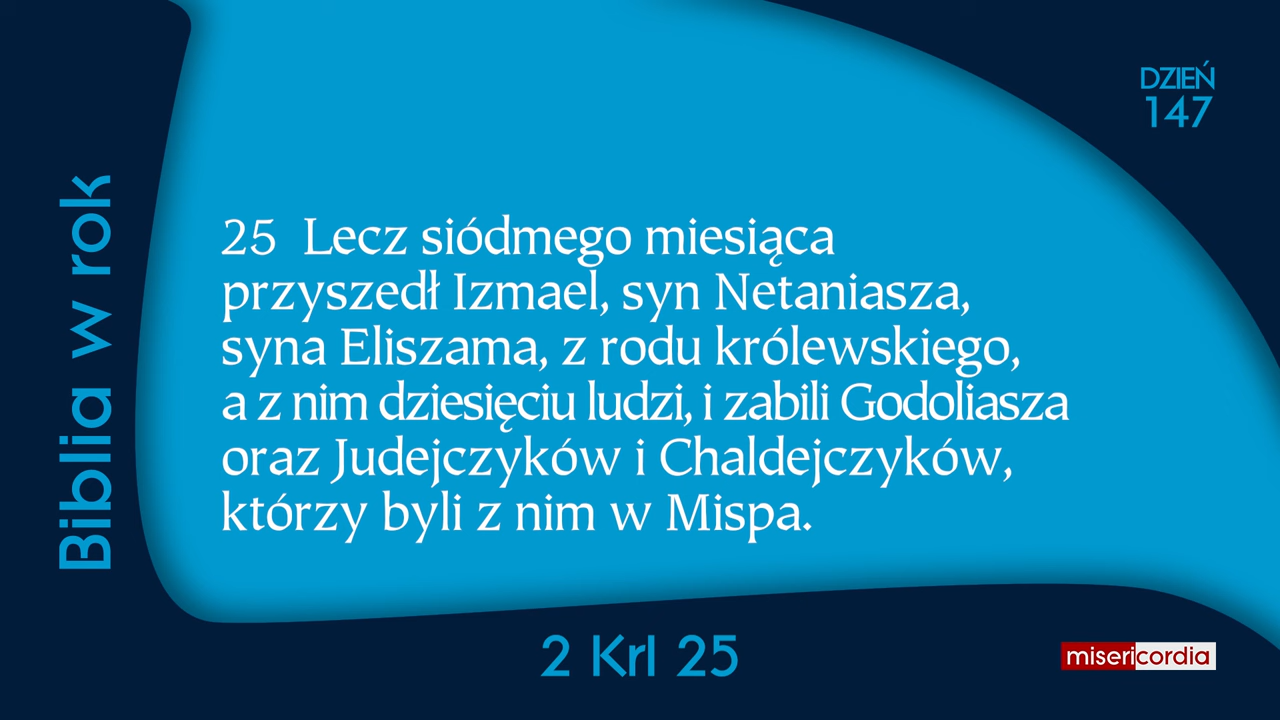 DZIEŃ
147
Biblia w rok
25 Lecz siódmego miesiąca
przyszedł Izmael, syn Netaniasza,
syna Eliszama, z rodu królewskiego,
a z nim dziesięciu ludzi, i zabili Godoliasza
oraz Judejczyków i Chaldejczyków,
którzy byli z nim w Mispa.
2 Krl 25
misericordia